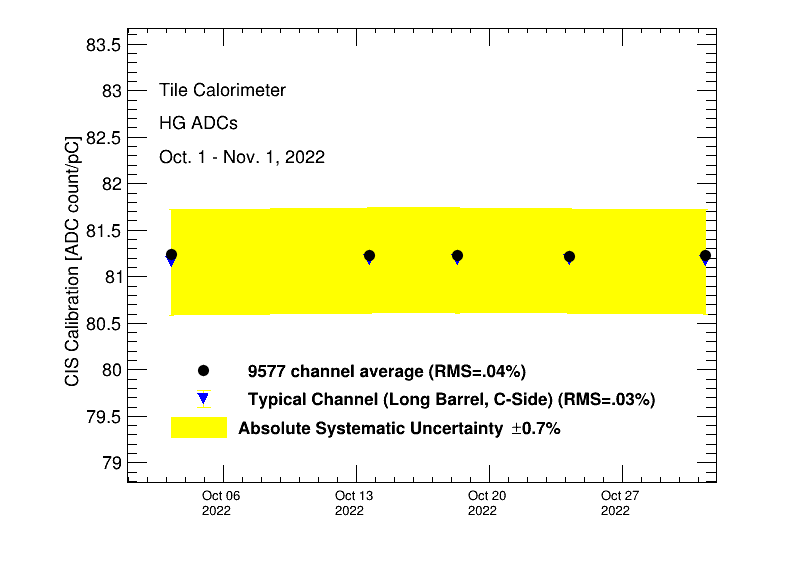 83.5
83
82.5
82
81.5
81
80.5
80
79.5
79
CIS Calibration [ADC count/pC]
Tile Calorimeter
HG ADCs
Oct. 1 - Nov. 1, 2022
9577 channel average (RMS=.04%)
Typical Channel (Long Barrel, C-Side) (RMS=.03%)
Absolute Systematic Uncertainty ±0.7%
Oct 06 Oct 13 Oct 20 Oct 27
2022 2022 2022 2022